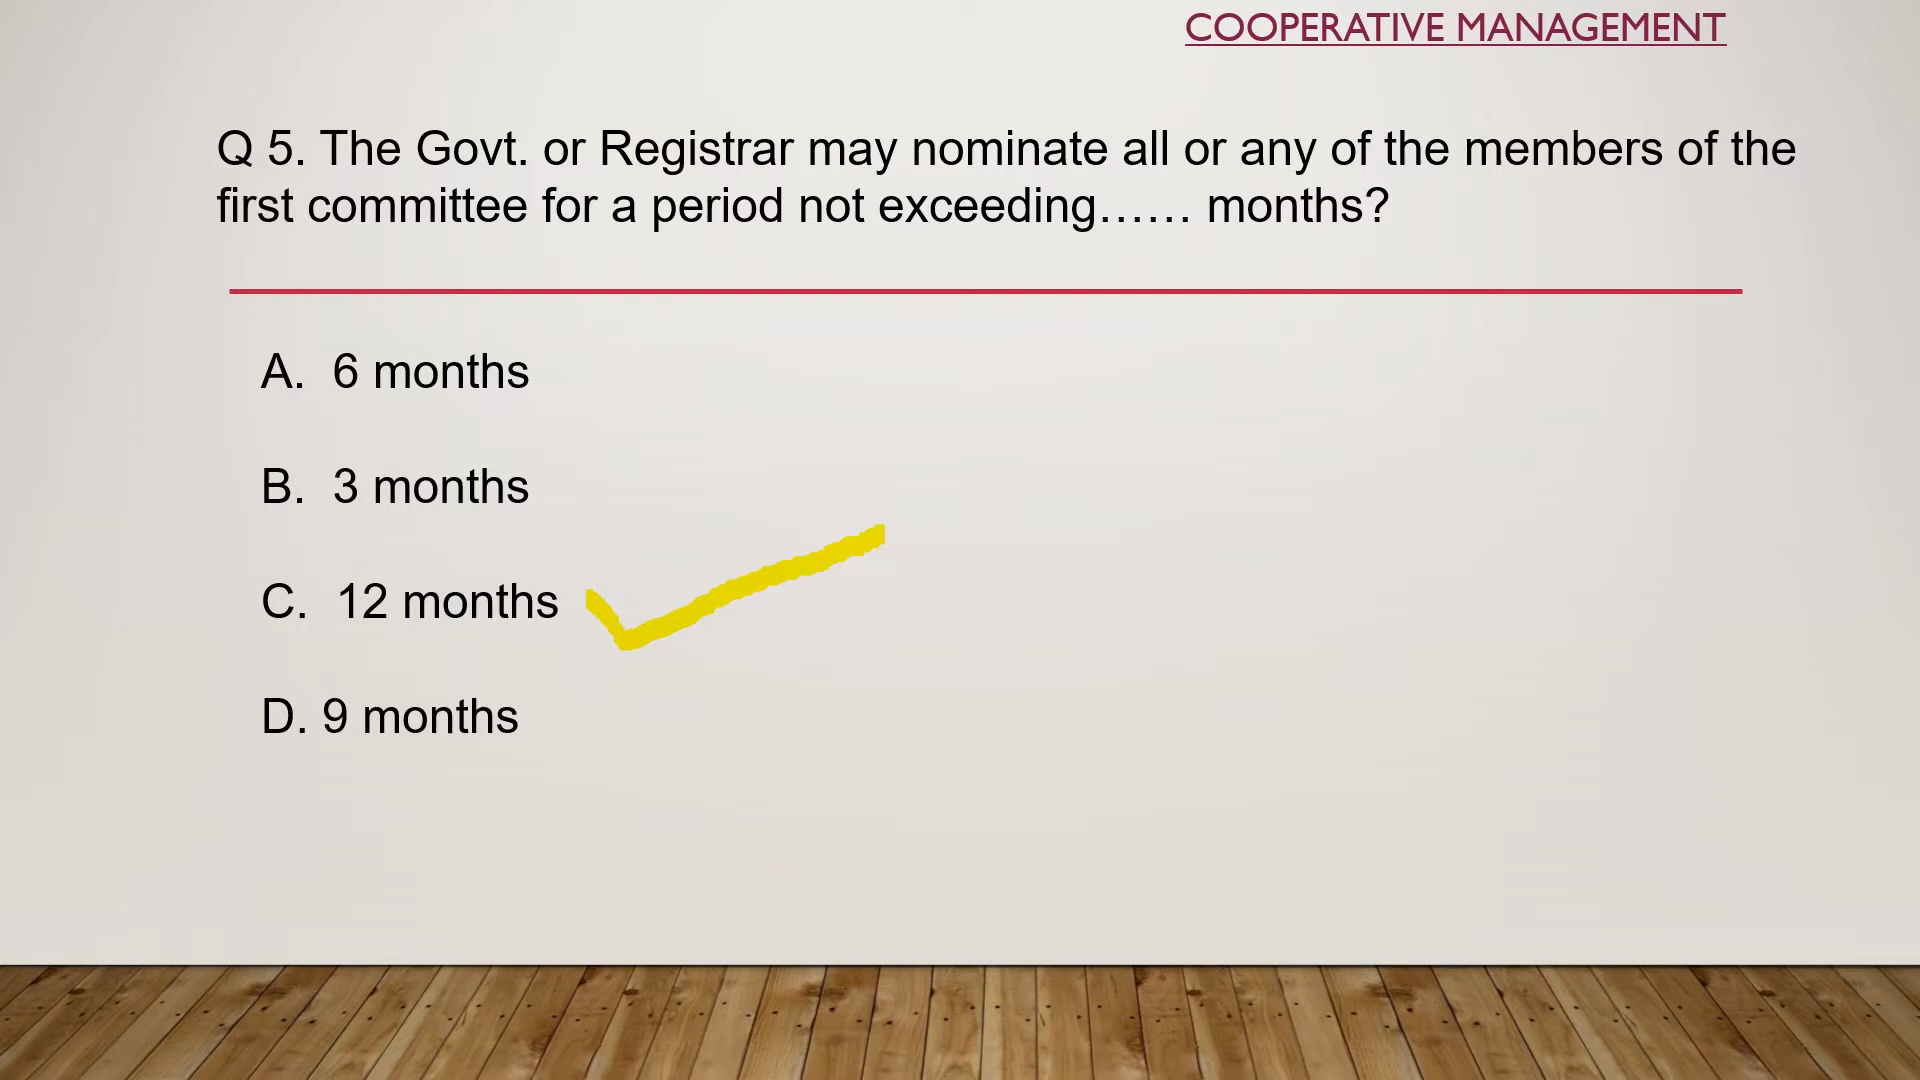 COOPERATIVE MANAGEMENT
Q 5. The Govt. or Registrar may nominate all or any of the members of the
first committee for a period not exceeding…… months?
A. 6 months
B. 3 months
C. 12 months
D. 9 months